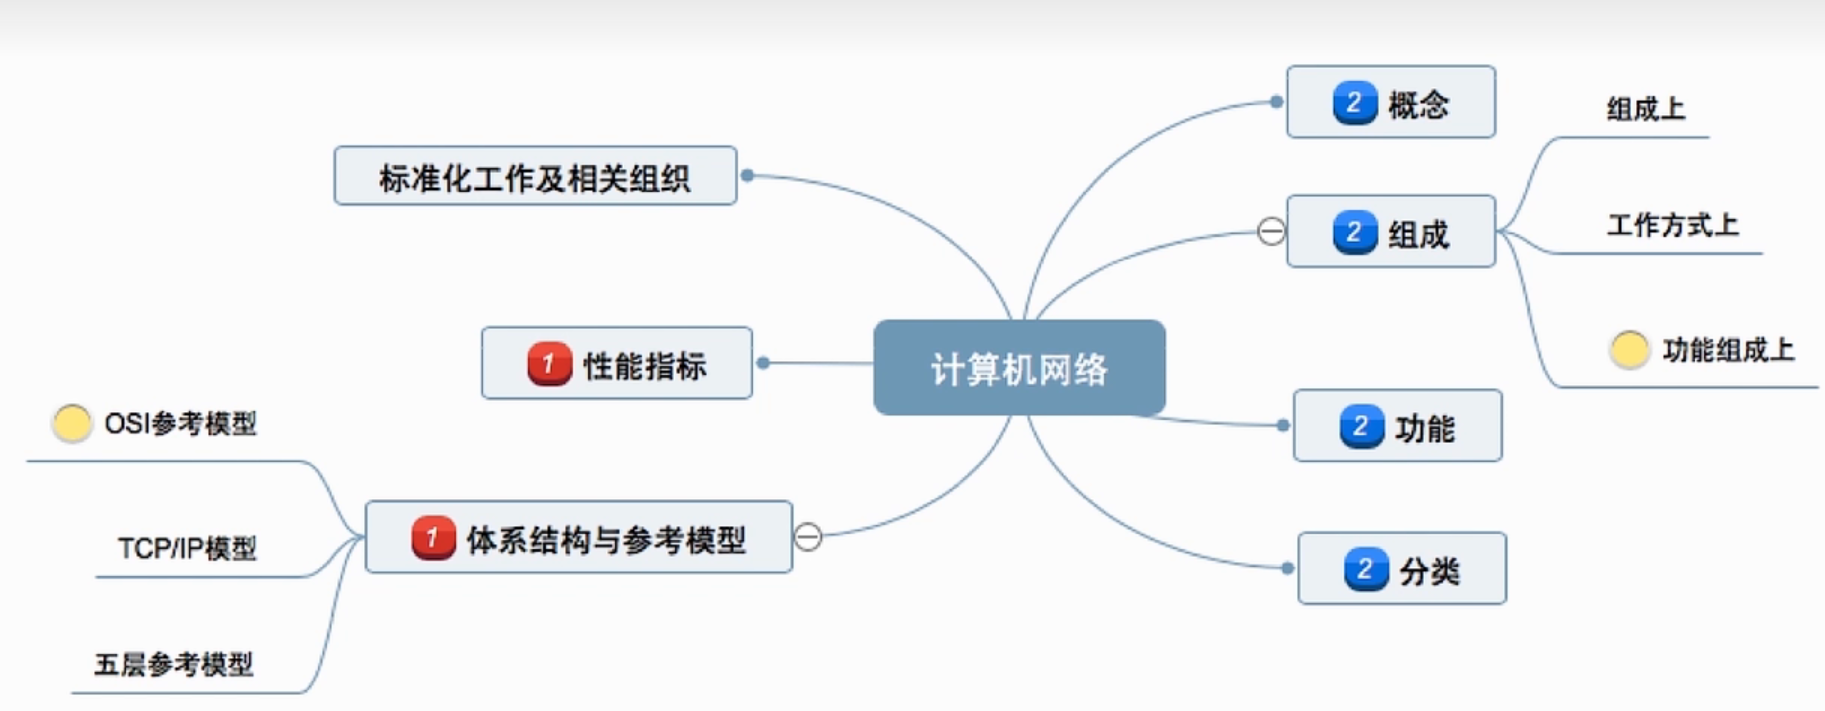 计算机网络
2 概念
2 组成
组成上
工作方式上
功能组成上
2 功能
2 分类
标准化工作及相关组织
1 性能指标
1 体系结构与参考模型
OSI参考模型
TCP/IP模型
五层参考模型